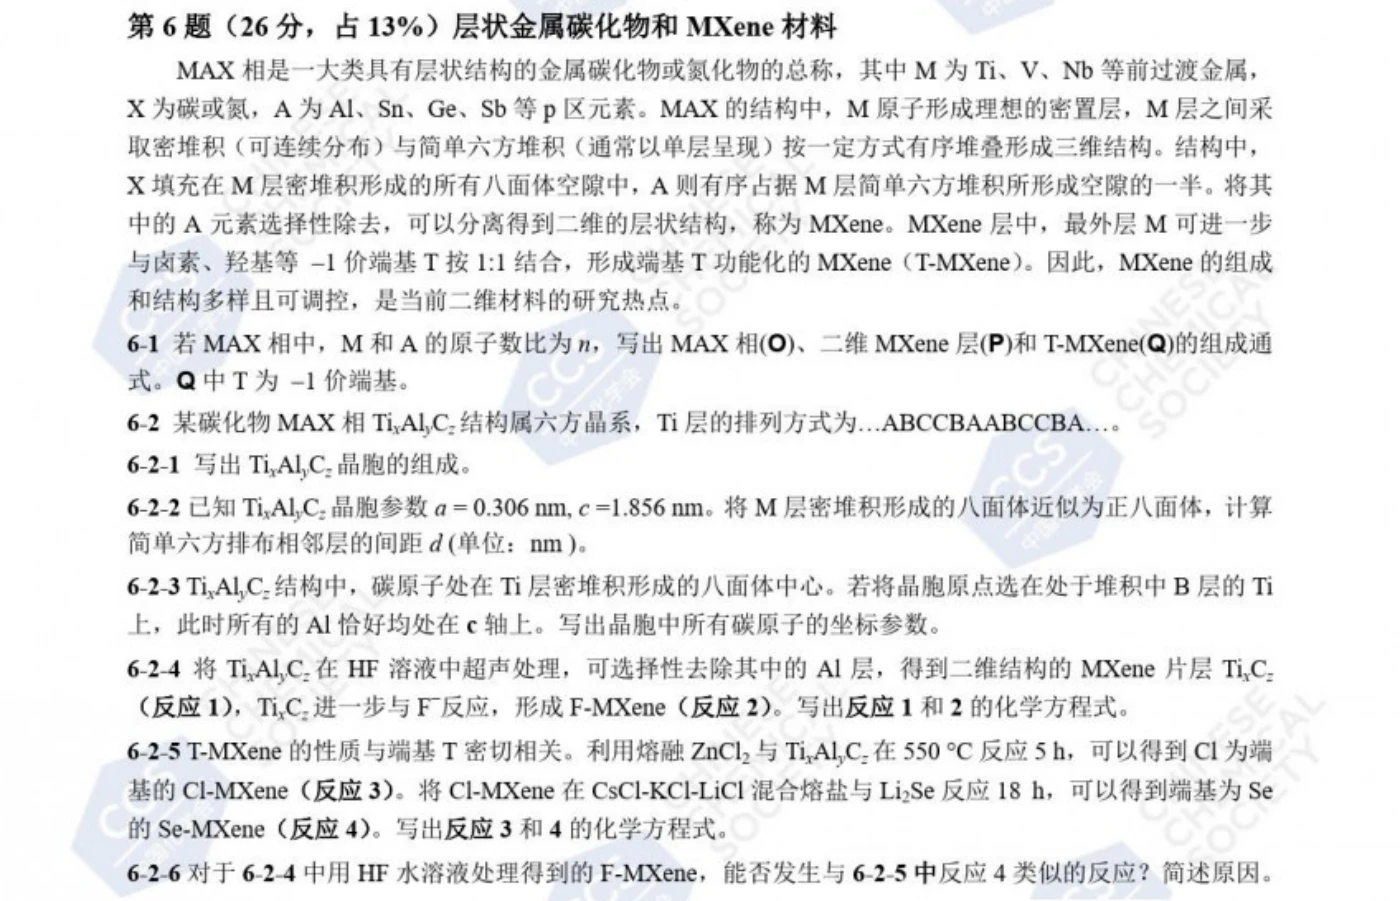 第 6 题（26 分，占 13%）层状金属碳化物和 MXene 材料
MAX 相是一大类具有层状结构的金属碳化物或氮化物的总称，其中 M 为 Ti、V、Nb 等前过渡金属，
X 为碳或氮，A 为 Al、Sn、Ge、Sb 等 p 区元素。MAX 的结构中，M 原子形成理想的密置层，M 层之间采
取密堆积（可连续分布）与简单六方堆积（通常以单层呈现）按一定方式有序堆叠形成三维结构。结构中，
X 填充在 M 层密堆积形成的所有八面体空隙中，A 则有序占据 M 层简单六方堆积所形成空隙的一半。将其
中的 A 元素选择性除去，可以分离得到二维的层状结构，称为 MXene。MXene 层中，最外层 M 可进一步
与卤素、羟基等 –1 价端基 T 按 1:1 结合，形成端基 T 功能化的 MXene（T-MXene）。因此，MXene 的组成
和结构多样且可调控，是当前二维材料的研究热点。
6-1 若 MAX 相中，M 和 A 的原子数比为 n，写出 MAX 相(O)、二维 MXene 层(P)和 T-MXene(Q)的组成通
式。Q 中 T 为 –1 价端基。
6-2 某碳化物 MAX 相 TiₓAlᵧC_z 结构属六方晶系，Ti 层的排列方式为…ABCCBAABCCBA…。
6-2-1 写出 TiₓAlᵧC_z 晶胞的组成。
6-2-2 已知 TiₓAlᵧC_z 晶胞参数 a = 0.306 nm, c =1.856 nm。将 M 层密堆积形成的八面体近似为正八面体，计算
简单六方排布相邻层的间距 d (单位：nm )。
6-2-3 TiₓAlᵧC_z 结构中，碳原子处在 Ti 层密堆积形成的八面体中心。若将晶胞原点选在处于堆积中 B 层的 Ti
上，此时所有的 Al 恰好均处在 c 轴上。写出晶胞中所有碳原子的坐标参数。
6-2-4 将 TiₓAlᵧC_z 在 HF 溶液中超声处理，可选择性去除其中的 Al 层，得到二维结构的 MXene 片层 TiₓC_z
（反应 1），TiₓC_z 进一步与 F⁻反应，形成 F-MXene（反应 2）。写出反应 1 和 2 的化学方程式。
6-2-5 T-MXene 的性质与端基 T 密切相关。利用熔融 ZnCl₂ 与 TiₓAlᵧC_z 在 550 °C 反应 5 h，可以得到 Cl 为端
基的 Cl-MXene（反应 3）。将 Cl-MXene 在 CsCl-KCl-LiCl 混合熔盐与 Li₂Se 反应 18 h，可以得到端基为 Se
的 Se-MXene（反应 4）。写出反应 3 和 4 的化学方程式。
6-2-6 对于 6-2-4 中用 HF 水溶液处理得到的 F-MXene，能否发生与 6-2-5 中反应 4 类似的反应？简述原因。